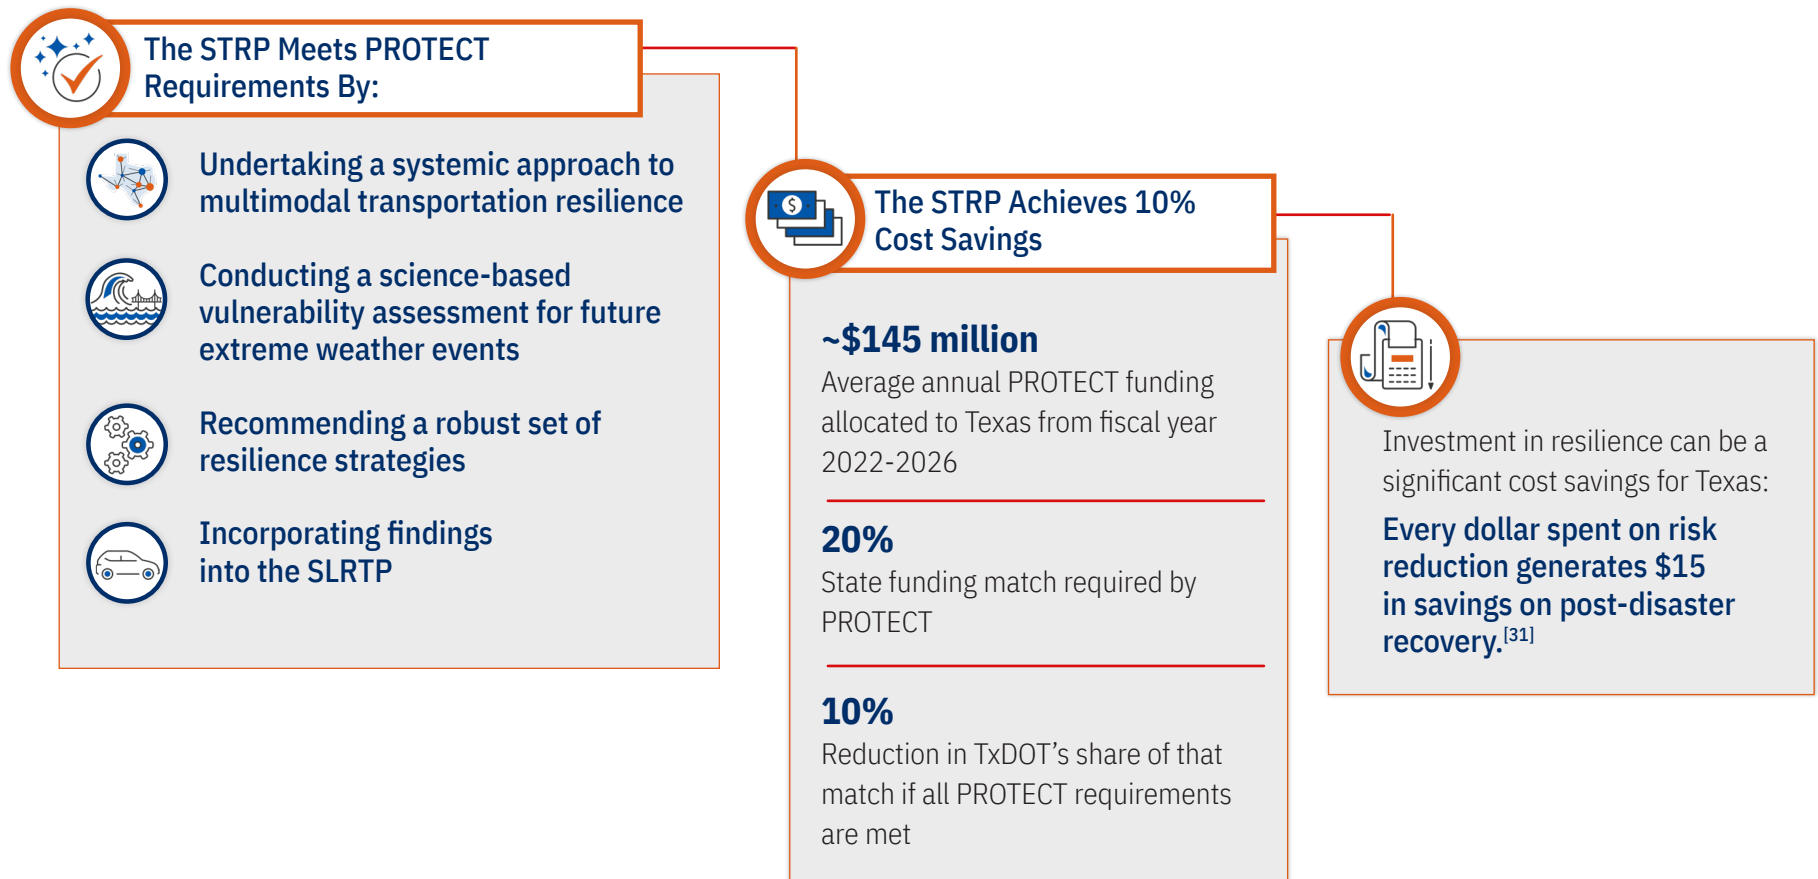 The STRP Meets PROTECT
Requirements By:
Undertaking a systemic approach to
multimodal transportation resilience
Conducting a science-based
vulnerability assessment for future
extreme weather events
Recommending a robust set of
resilience strategies
Incorporating findings
into the SLRTP
The STRP Achieves 10%
Cost Savings
$
~$145 million
Average annual PROTECT funding
allocated to Texas from fiscal year
2022-2026
20%
State funding match required by
PROTECT
10%
Reduction in TxDOT’s share of that
match if all PROTECT requirements
are met
Investment in resilience can be a
significant cost savings for Texas:
Every dollar spent on risk
reduction generates $15
in savings on post-disaster
recovery.[31]